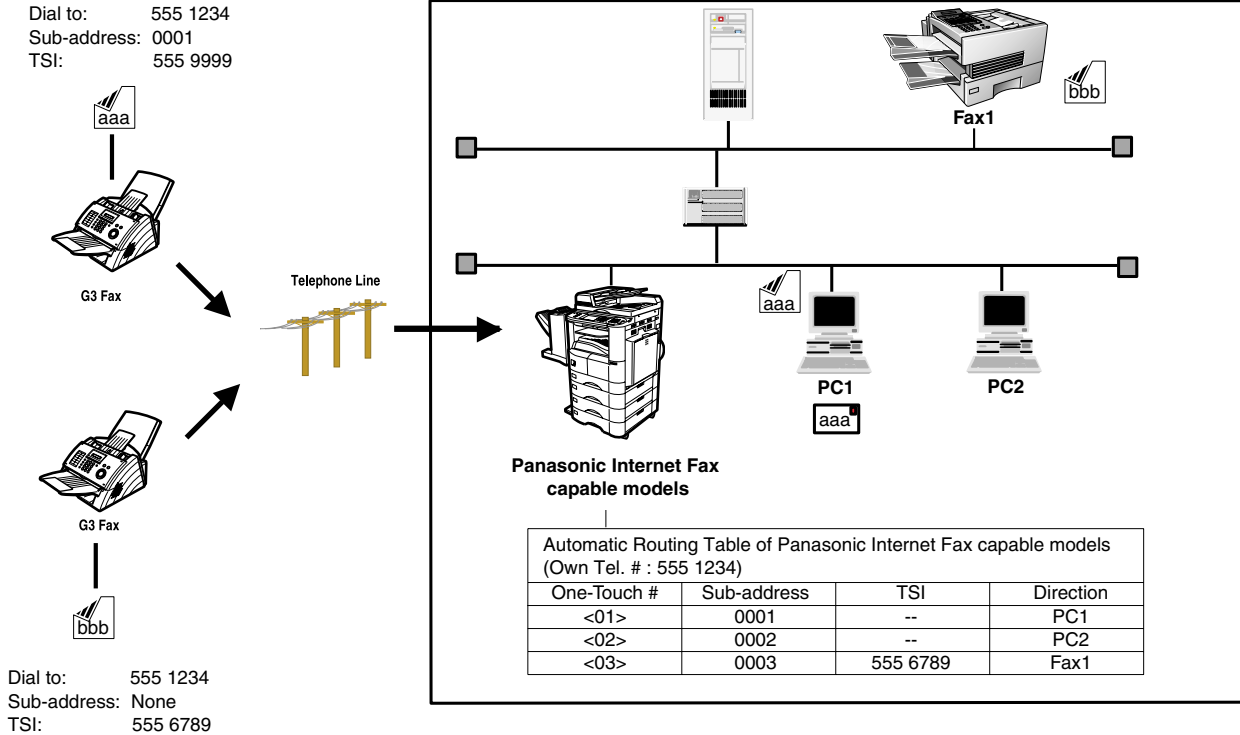 Dial to: 555 1234
Sub-address: 0001
TSI: 555 9999
aaa
G3 Fax
Telephone Line
G3 Fax
bbb
Dial to: 555 1234
Sub-address: None
TSI: 555 6789
bbb
Fax1
aaa
PC1
PC2
aaa
Panasonic Internet Fax
capable models
Automatic Routing Table of Panasonic Internet Fax capable models
(Own Tel. # : 555 1234)
One-Touch # Sub-address TSI Direction
<01> 0001 -- PC1
<02> 0002 -- PC2
<03> 0003 555 6789 Fax1